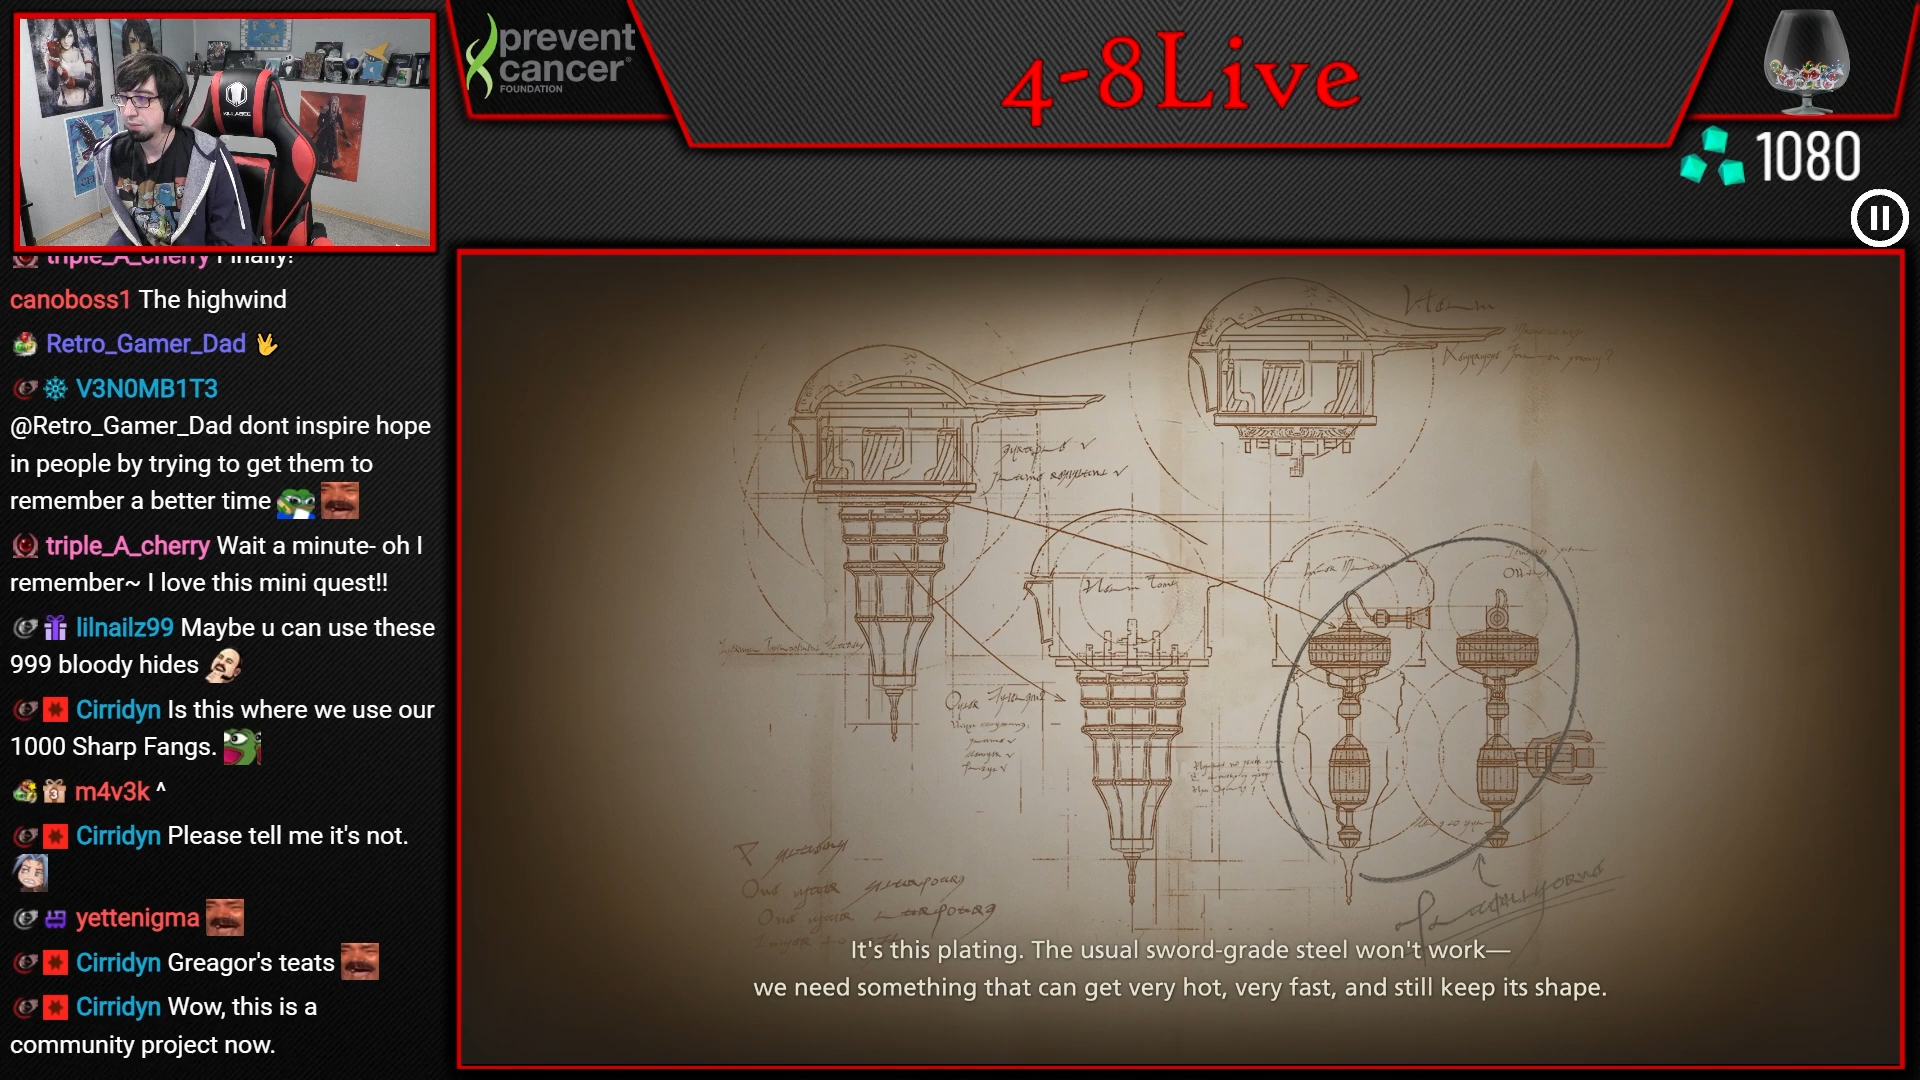 prevent
cancer
FOUNDATION
4-8Live
1080
triple_A_cherry Finally!
canoboss1 The highwind
Retro_Gamer_Dad
V3N0MB1T3
@Retro_Gamer_Dad dont inspire hope
in people by trying to get them to
remember a better time
triple_A_cherry Wait a minute- oh I
remember~ I love this mini quest!!
lilnailz99 Maybe u can use these
999 bloody hides
Cirridyn Is this where we use our
1000 Sharp Fangs.
m4v3k ^
Cirridyn Please tell me it's not.
yettenigma
Cirridyn Greagor's teats
Cirridyn Wow, this is a
community project now.
It's this plating. The usual sword-grade steel won't work—
we need something that can get very hot, very fast, and still keep its shape.